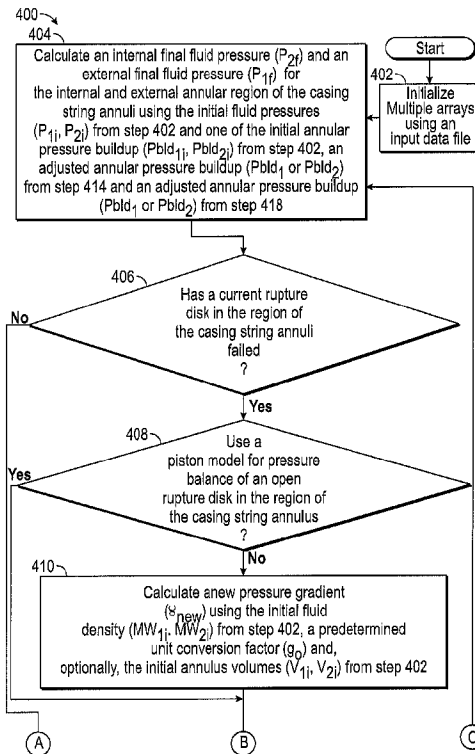 400
404
Calculate an internal final fluid pressure (P2f) and an
external final fluid pressure (P1f) for
the internal and external annular region of the casing
string annuli using the initial fluid pressures
(P1i, P2i) from step 402 and one of the initial annular
pressure buildup (Pbld1i, Pbld2i) from step 402, an
adjusted annular pressure buildup (Pbld1 or Pbld2)
from step 414 and an adjusted annular pressure buildup
(Pbld1 or Pbld2) from step 418
Start
402
Initialize
Multiple arrays
using an
input data file
406
Has a current rupture
disk in the region of
the casing string annuli
failed
?
No
Yes
408
Use a
piston model for pressure
balance of an open
rupture disk in the region of
the casing string annulus
?
Yes
No
410
Calculate anew pressure gradient
(γnew) using the initial fluid
density (MW1i, MW2i) from step 402, a predetermined
unit conversion factor (go) and,
optionally, the initial annulus volumes (V1i, V2i) from step 402
A
B
C